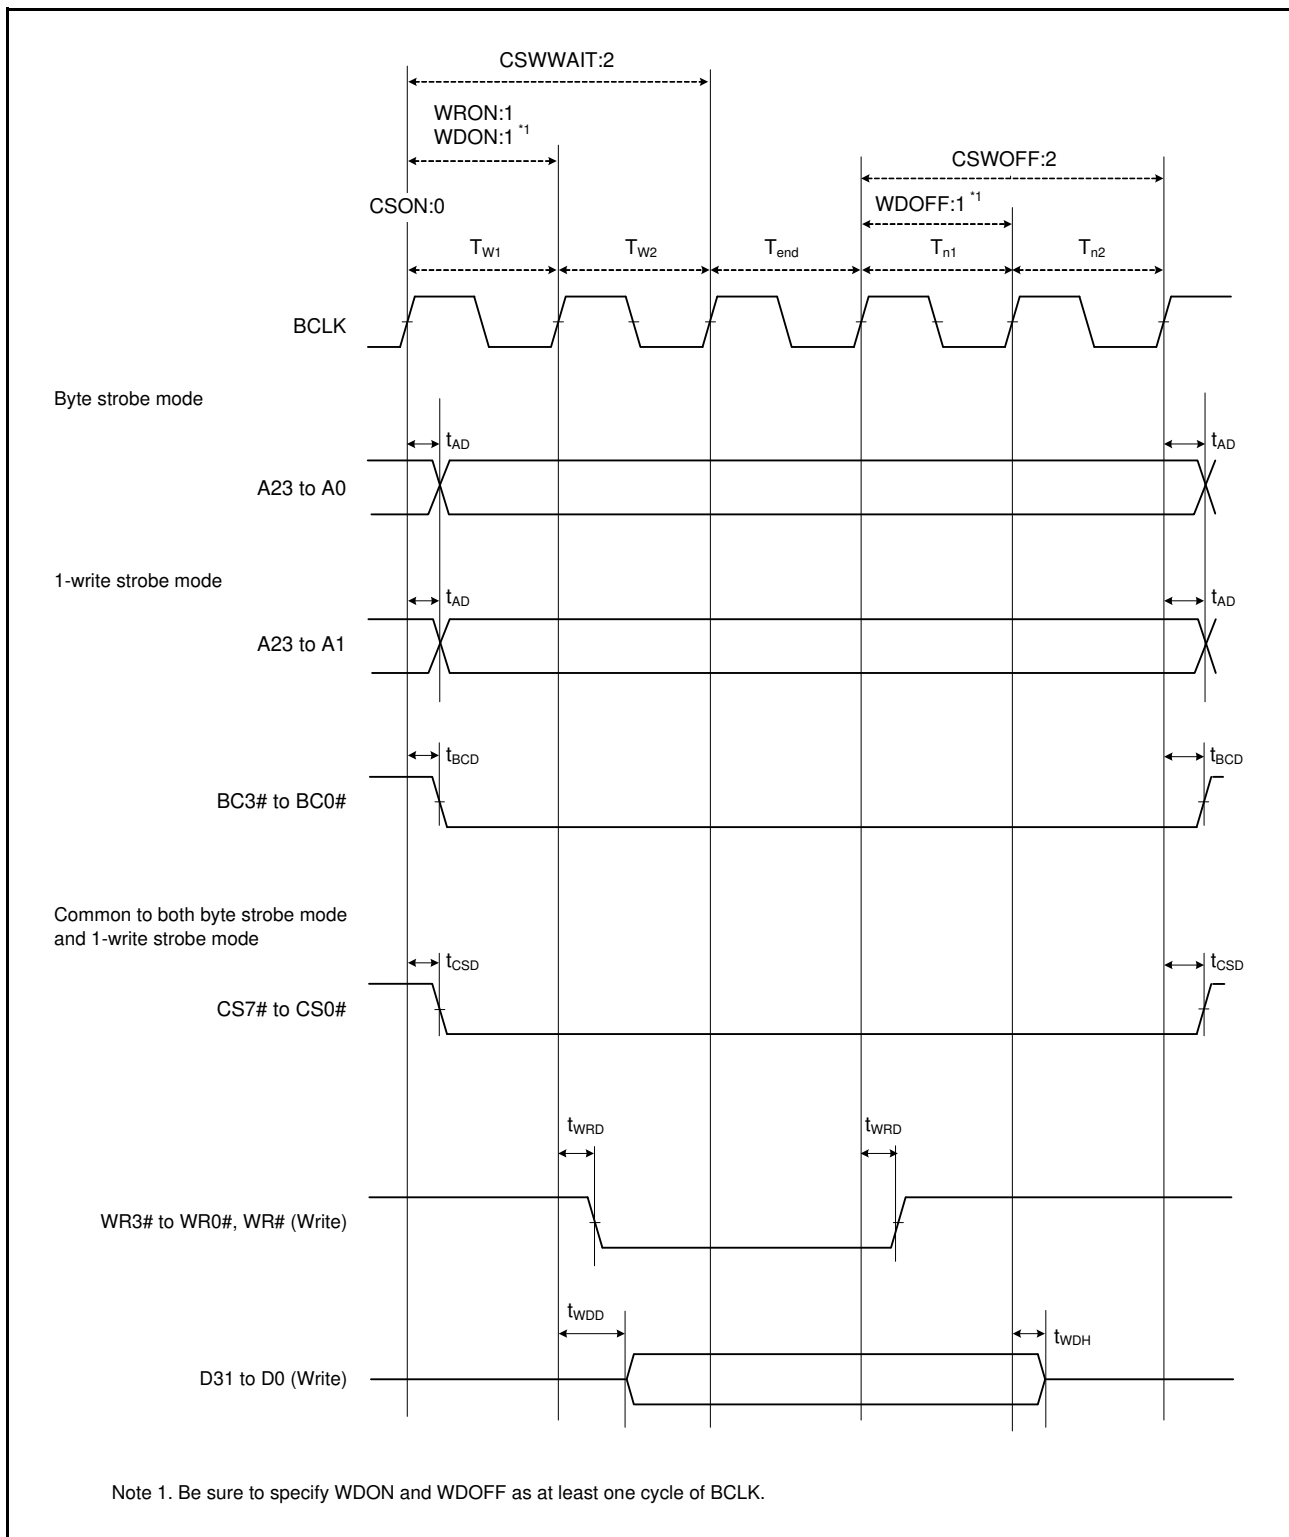 CSWWAIT:2
WRON:1
WDON:1 *1
CSWOFF:2
WDOFF:1 *1
CSON:0
TW1
TW2
Tend
Tn1
Tn2
BCLK
Byte strobe mode
tAD
tAD
A23 to A0
1-write strobe mode
tAD
tAD
A23 to A1
tBCD
tBCD
BC3# to BC0#
Common to both byte strobe mode
and 1-write strobe mode
tCSD
tCSD
CS7# to CS0#
tWRD
tWRD
WR3# to WR0#, WR# (Write)
tWDD
tWDH
D31 to D0 (Write)
Note 1. Be sure to specify WDON and WDOFF as at least one cycle of BCLK.